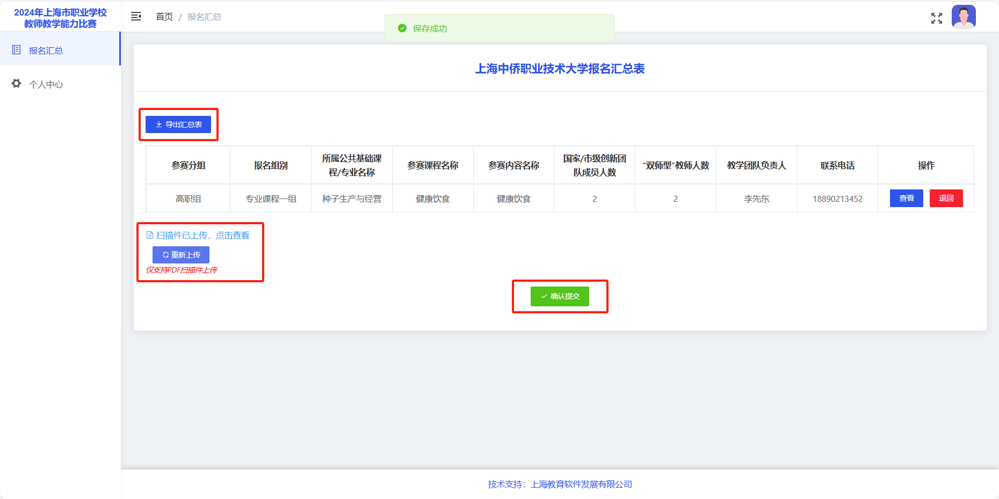 2024年上海市职业学校
教师教学能力比赛
首页 / 报名汇总
保存成功
报名汇总
个人中心
上海中侨职业技术大学报名汇总表
导出汇总表
参赛分组 报名组别 所属公共基础课程/专业名称 参赛课程名称 参赛内容名称 国家/市级创新团队成员人数 “双师型”教师人数 教学团队负责人 联系电话 操作
高职组 专业课程一组 种子生产与经营 健康饮食 健康饮食 2 2 李先东 18890213452 查看 退回
扫描件已上传，点击查看
重新上传
仅支持PDF扫描件上传
确认提交
技术支持：上海教育软件发展有限公司